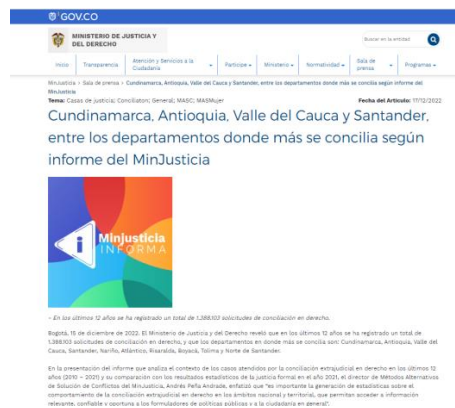 GOV.CO
MINISTERIO DE JUSTICIA Y
DEL DERECHO
Buscar en la entidad
Inicio
Transparencia
Atención y Servicios a la
Ciudadanía
Participe
Ministerio
Normatividad
Sala de
prensa
Programas
MinJusticia > Sala de prensa > Cundinamarca, Antioquia, Valle del Cauca y Santander, entre los departamentos donde más se concilia según informe del
MinJusticia
Tema: Casas de justicia; Conciliaton; General; MASC; MASMujer
Fecha del Artículo: 17/12/2022
Cundinamarca, Antioquia, Valle del Cauca y Santander,
entre los departamentos donde más se concilia según
informe del MinJusticia
Minjusticia
INFORMA
- En los últimos 12 años se ha registrado un total de 1.388.103 solicitudes de conciliación en derecho.
Bogotá, 15 de diciembre de 2022. El Ministerio de Justicia y del Derecho reveló que en los últimos 12 años se ha registrado un total de
1.388.103 solicitudes de conciliación en derecho, y que los departamentos en donde más se concilia son: Cundinamarca, Antioquia, Valle del
Cauca, Santander, Nariño, Atlántico, Risaralda, Boyacá, Tolima y Norte de Santander.
En la presentación del informe que analiza el contexto de los casos atendidos por la conciliación extrajudicial en derecho en los últimos 12
años (2010 – 2021) y su comparación con los resultados estadísticos de la justicia formal en el año 2021, el director de Métodos Alternativos
de Solución de Conflictos del MinJusticia, Andrés Peña Andrade, enfatizó que "es importante la generación de estadísticas sobre el
comportamiento de la conciliación extrajudicial en derecho en los ámbitos nacional y territorial, que permitan acceder a información
relevante, confiable y oportuna a los formuladores de políticas públicas y a la ciudadanía en general".